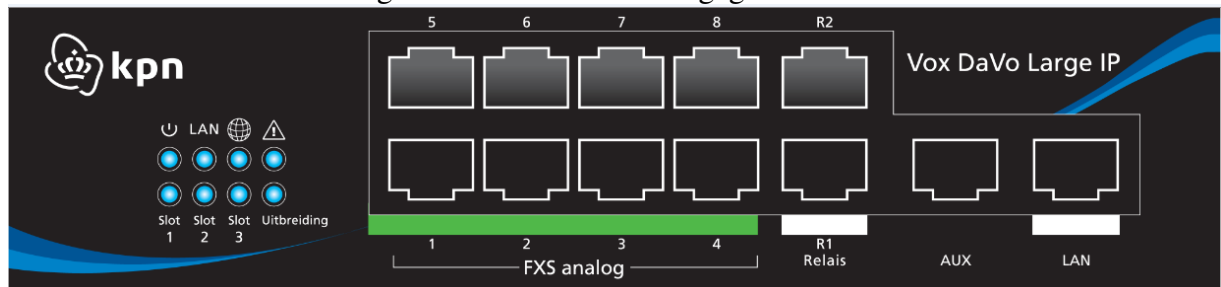 5 6 7 8 R2
kpn
Vox DaVo Large IP
LAN
Slot 1 Slot 2 Slot 3 Uitbreiding
1 2 3 4 R1
Relais AUX LAN
FXS analog